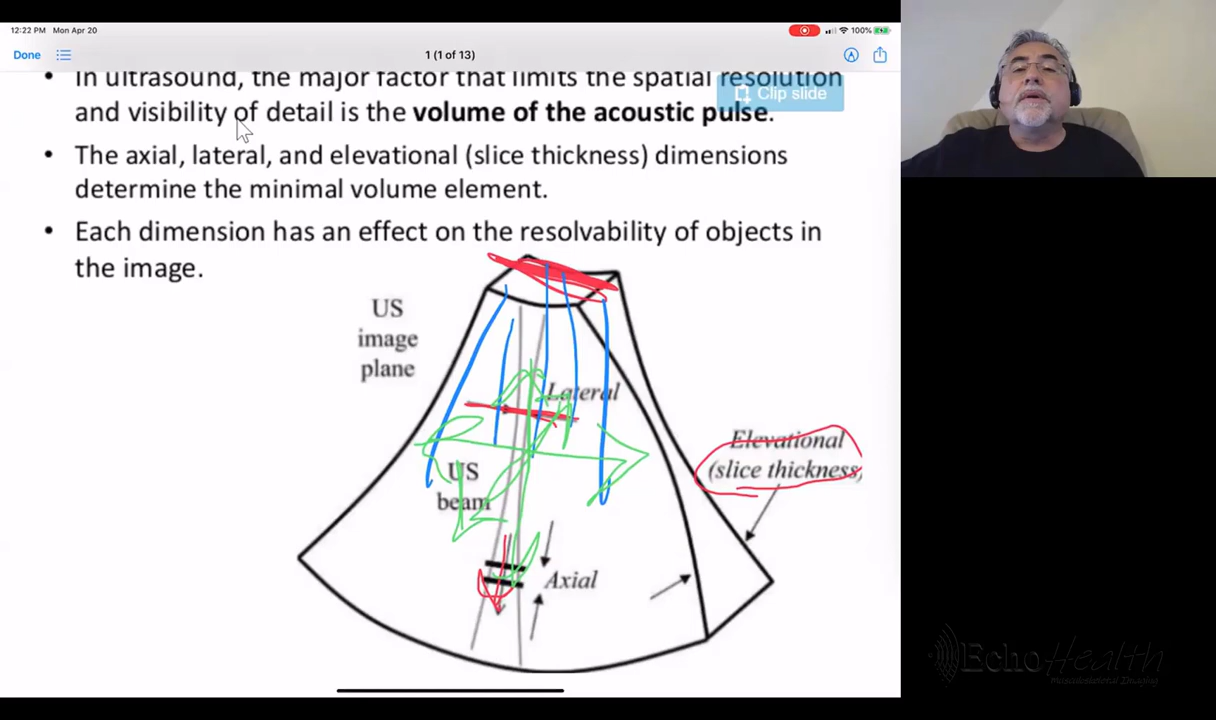 12:22 PM Mon Apr 20
100%
Done
1 (1 of 13)
• In ultrasound, the major factor that limits the spatial resolution
Clip slide
and visibility of detail is the volume of the acoustic pulse.
• The axial, lateral, and elevational (slice thickness) dimensions
determine the minimal volume element.
• Each dimension has an effect on the resolvability of objects in
the image.
US
image
plane
Lateral
Elevational
(slice thickness)
US
beam
Axial
EchoHealth
Musculoskeletal Imaging